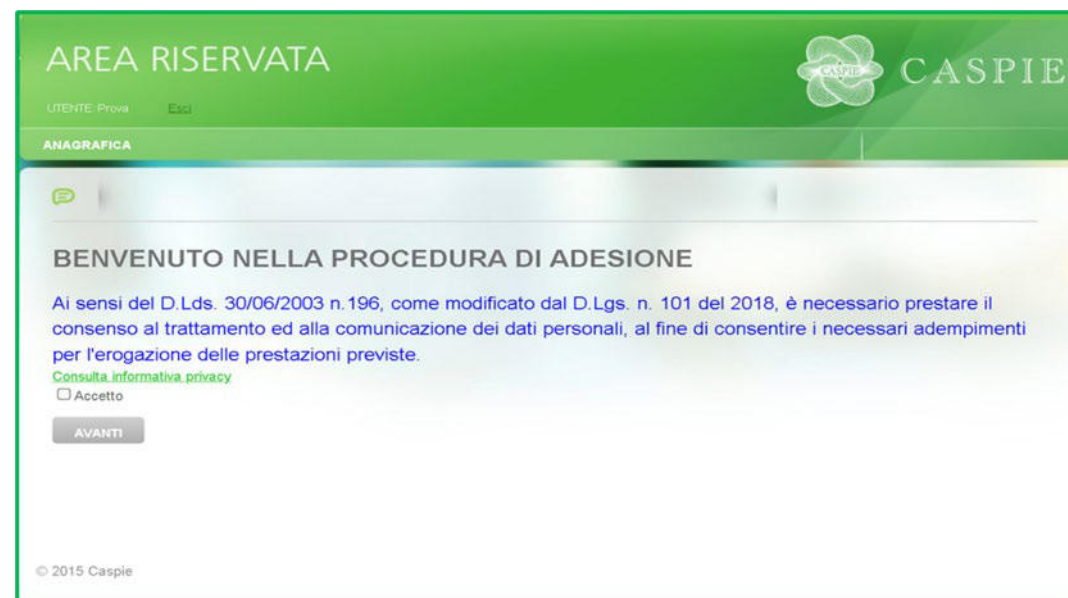 AREA RISERVATA
CASPIE
CASPIE
UTENTE: Prova Esci
ANAGRAFICA
BENVENUTO NELLA PROCEDURA DI ADESIONE
Ai sensi del D.Lds. 30/06/2003 n.196, come modificato dal D.Lgs. n. 101 del 2018, è necessario prestare il
consenso al trattamento ed alla comunicazione dei dati personali, al fine di consentire i necessari adempimenti
per l'erogazione delle prestazioni previste.
Consulta informativa privacy
Accetto
AVANTI
© 2015 Caspie